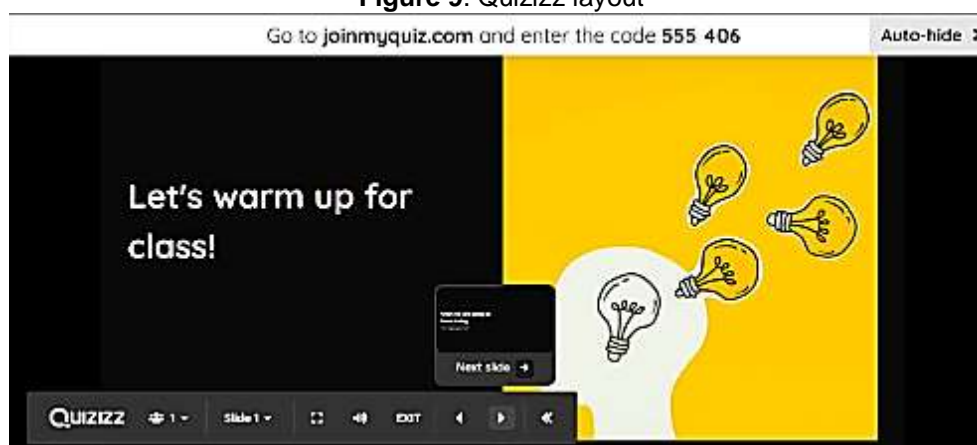 Figure 9. Quizizz layout
Go to joinmyquiz.com and enter the code 555 406
Auto-hide
Let's warm up for
class!
Next slide
QUIZIZZ 1 Slide 1 EXIT